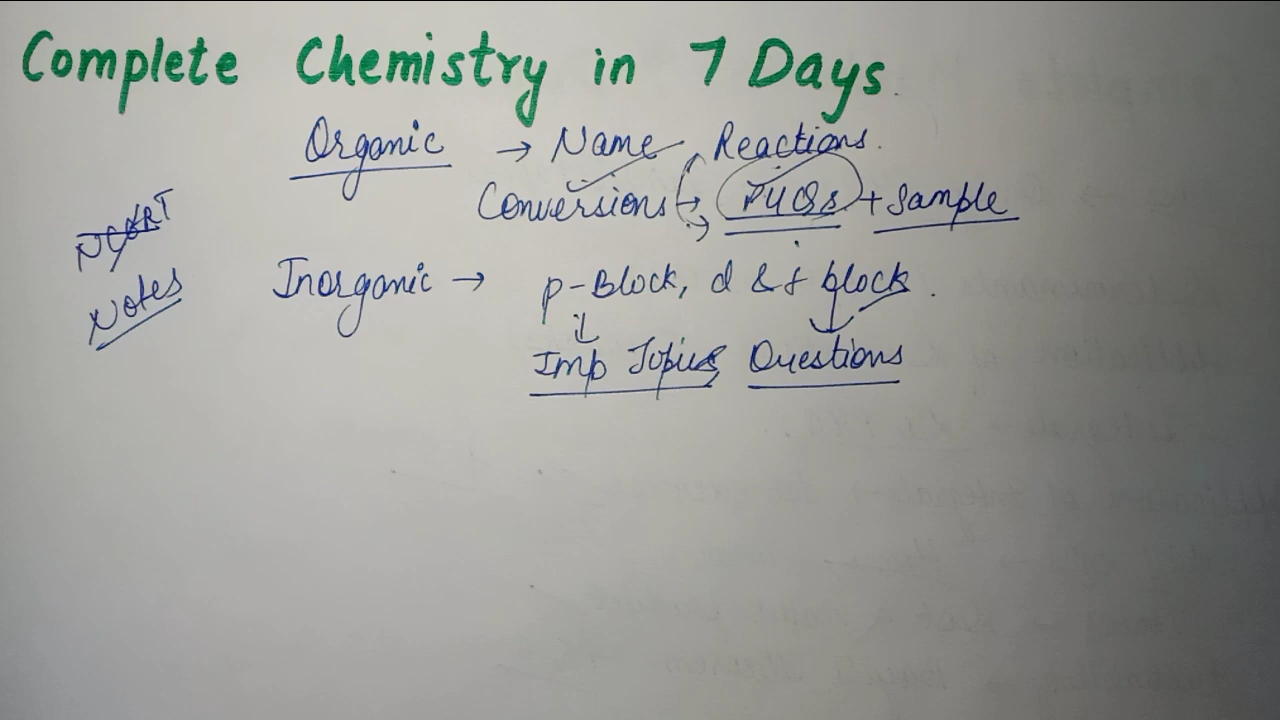 Complete Chemistry in 7 Days.
Organic → Name Reactions.
Conversions → PYQs + Sample
NCERT
Notes
Inorganic → p-Block, d & f block.
Imp Topics, Questions